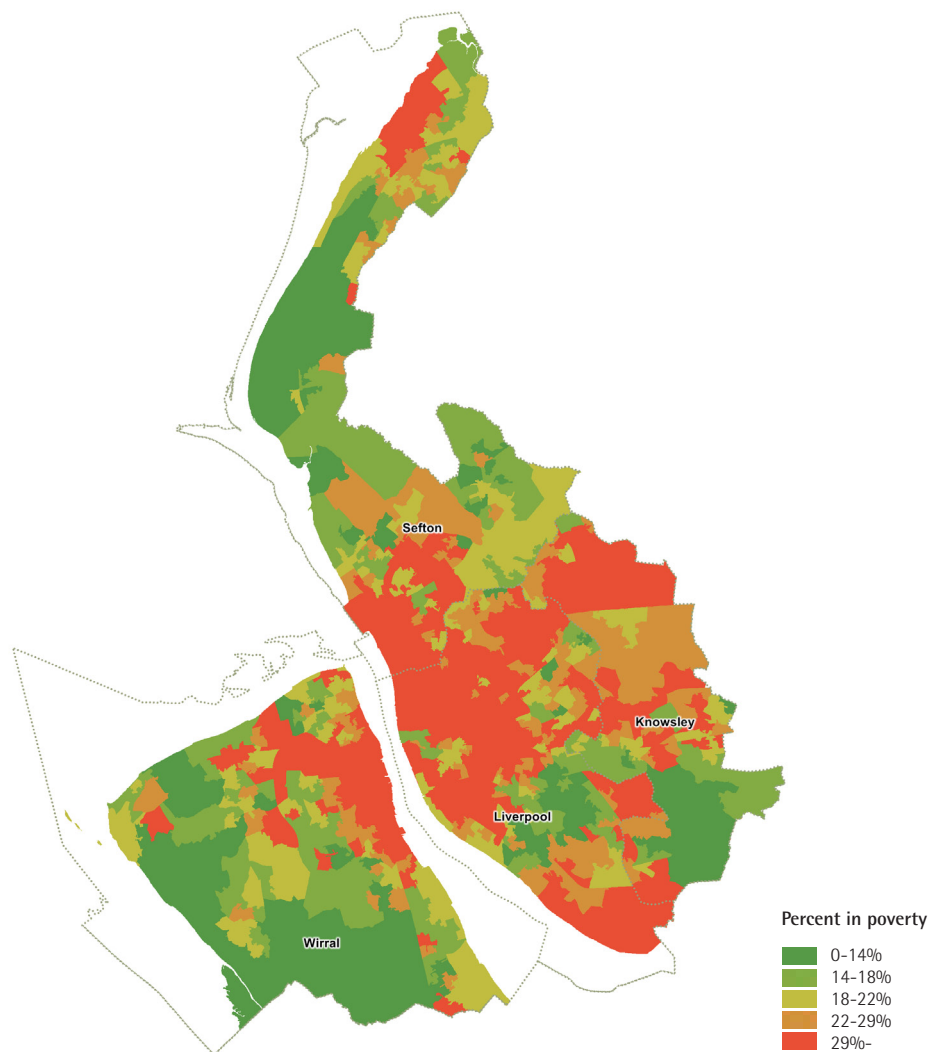 Sefton
Knowsley
Liverpool
Wirral
Percent in poverty
0-14%
14-18%
18-22%
22-29%
29%-